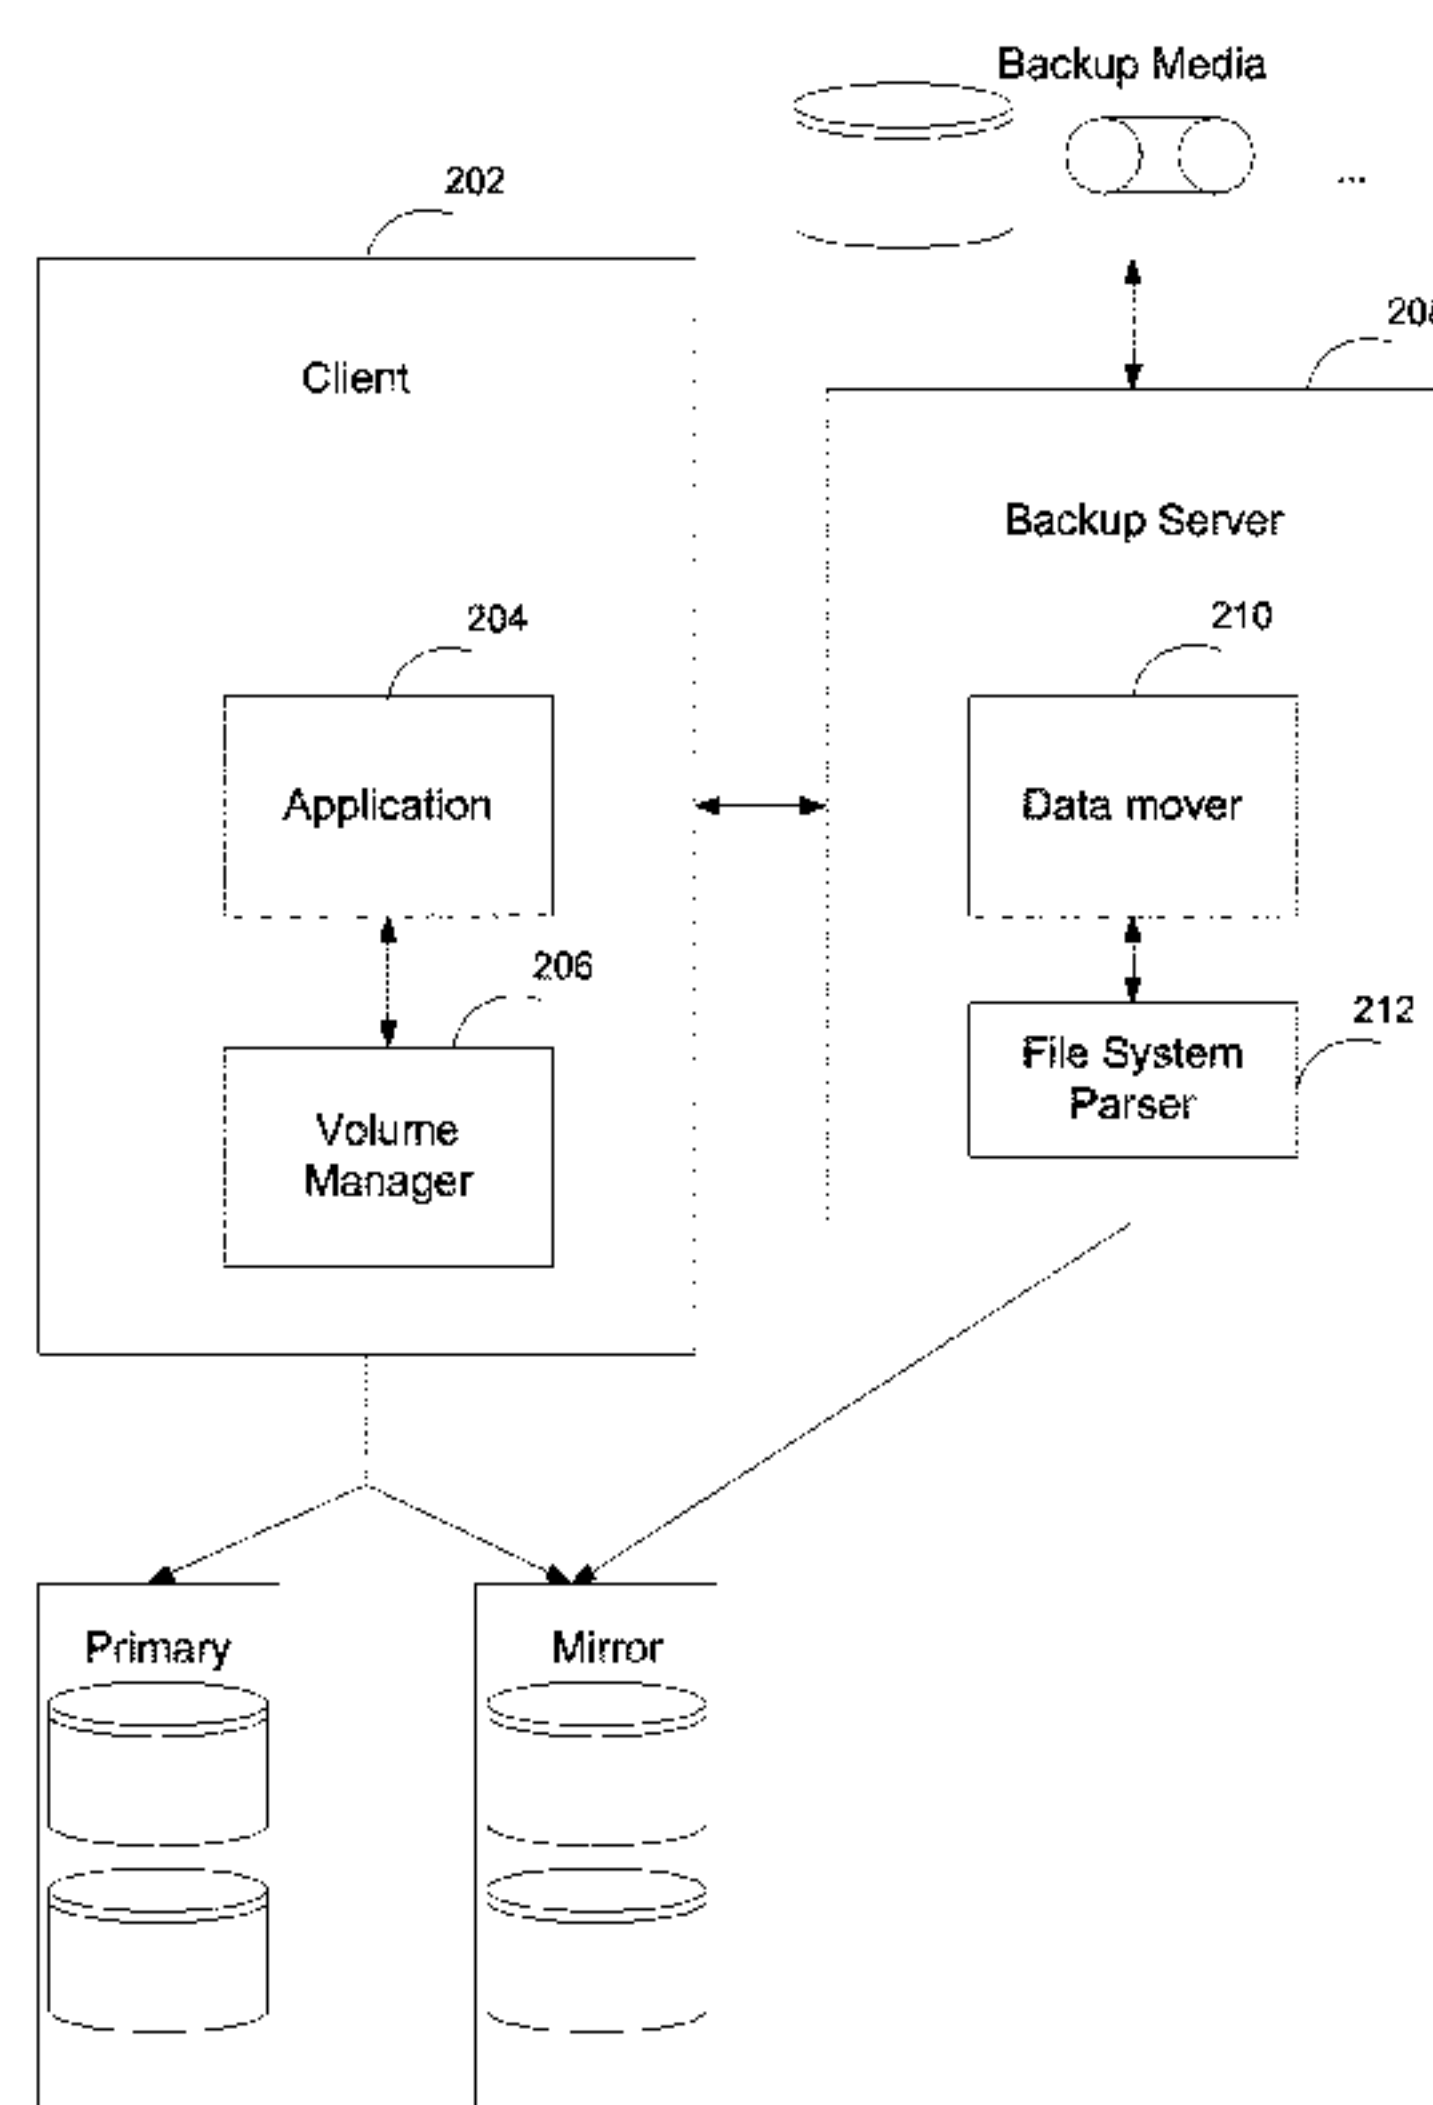 Backup Media
202
...
Client
Backup Server
204
210
Application
Data mover
206
212
File System
Parser
Volume
Manager
Primary
Mirror